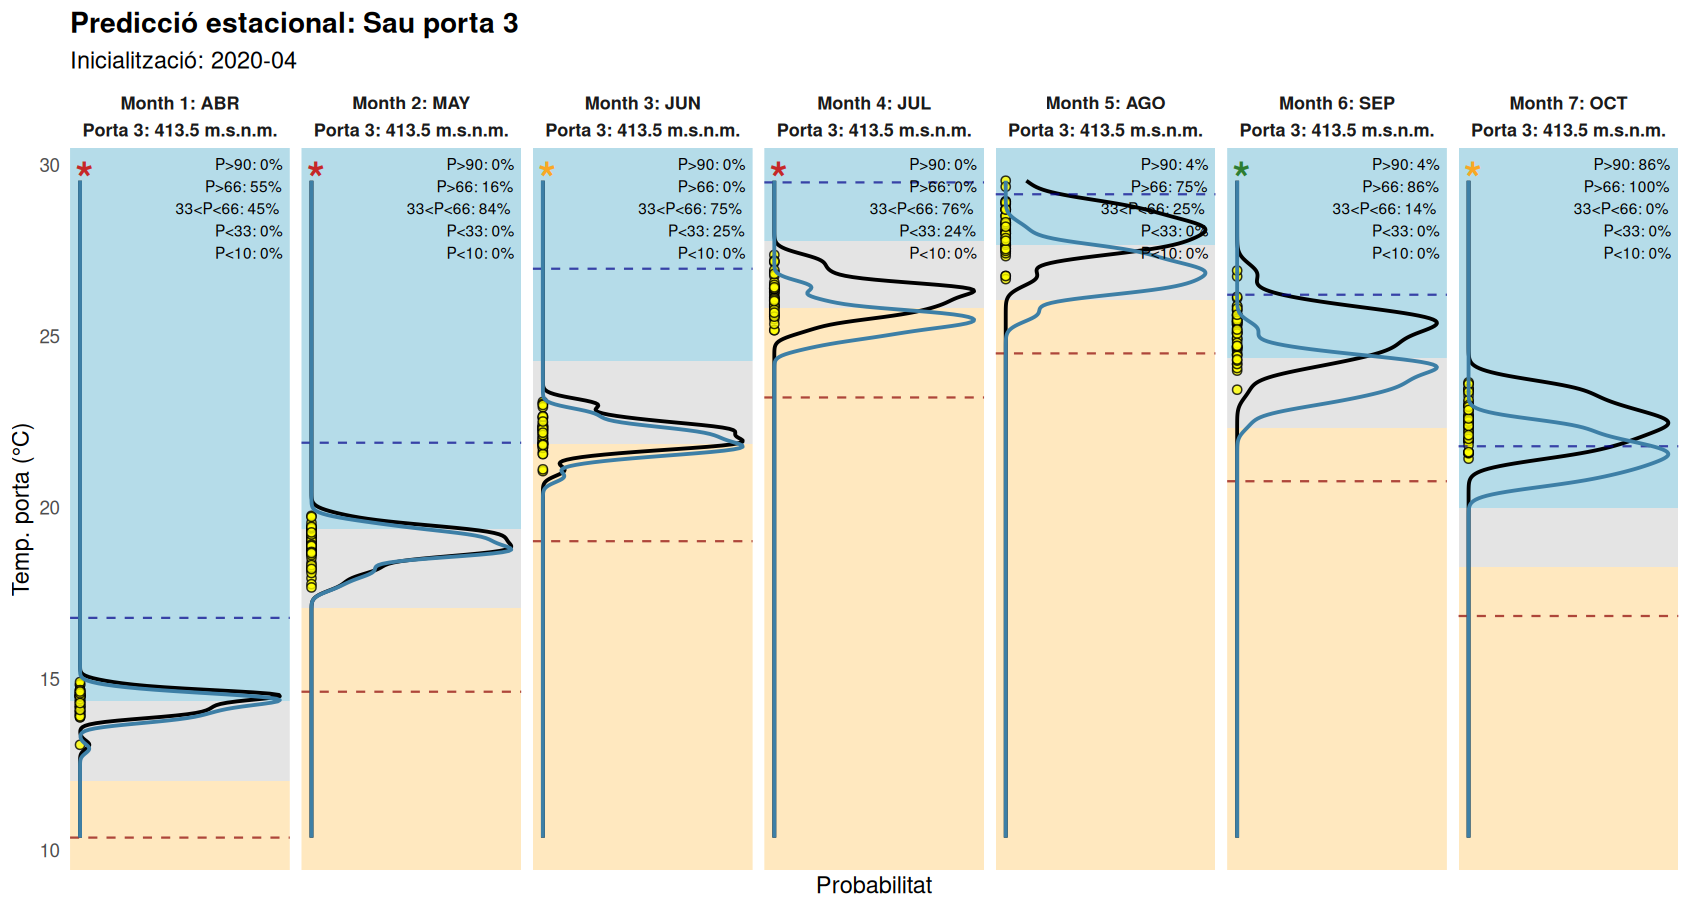 Predicció estacional: Sau porta 3
Inicialització: 2020-04
Month 1: ABR
Porta 3: 413.5 m.s.n.m.
P>90: 0%
P>66: 55%
33<P<66: 45%
P<33: 0%
P<10: 0%
Month 2: MAY
Porta 3: 413.5 m.s.n.m.
P>90: 0%
P>66: 16%
33<P<66: 84%
P<33: 0%
P<10: 0%
Month 3: JUN
Porta 3: 413.5 m.s.n.m.
P>90: 0%
P>66: 0%
33<P<66: 75%
P<33: 25%
P<10: 0%
Month 4: JUL
Porta 3: 413.5 m.s.n.m.
P>90: 0%
P>66: 0%
33<P<66: 76%
P<33: 24%
P<10: 0%
Month 5: AGO
Porta 3: 413.5 m.s.n.m.
P>90: 4%
P>66: 75%
33<P<66: 25%
P<33: 0%
P<10: 0%
Month 6: SEP
Porta 3: 413.5 m.s.n.m.
P>90: 4%
P>66: 86%
33<P<66: 14%
P<33: 0%
P<10: 0%
Month 7: OCT
Porta 3: 413.5 m.s.n.m.
P>90: 86%
P>66: 100%
33<P<66: 0%
P<33: 0%
P<10: 0%
30
25
20
15
10
Temp. porta (°C)
Probabilitat